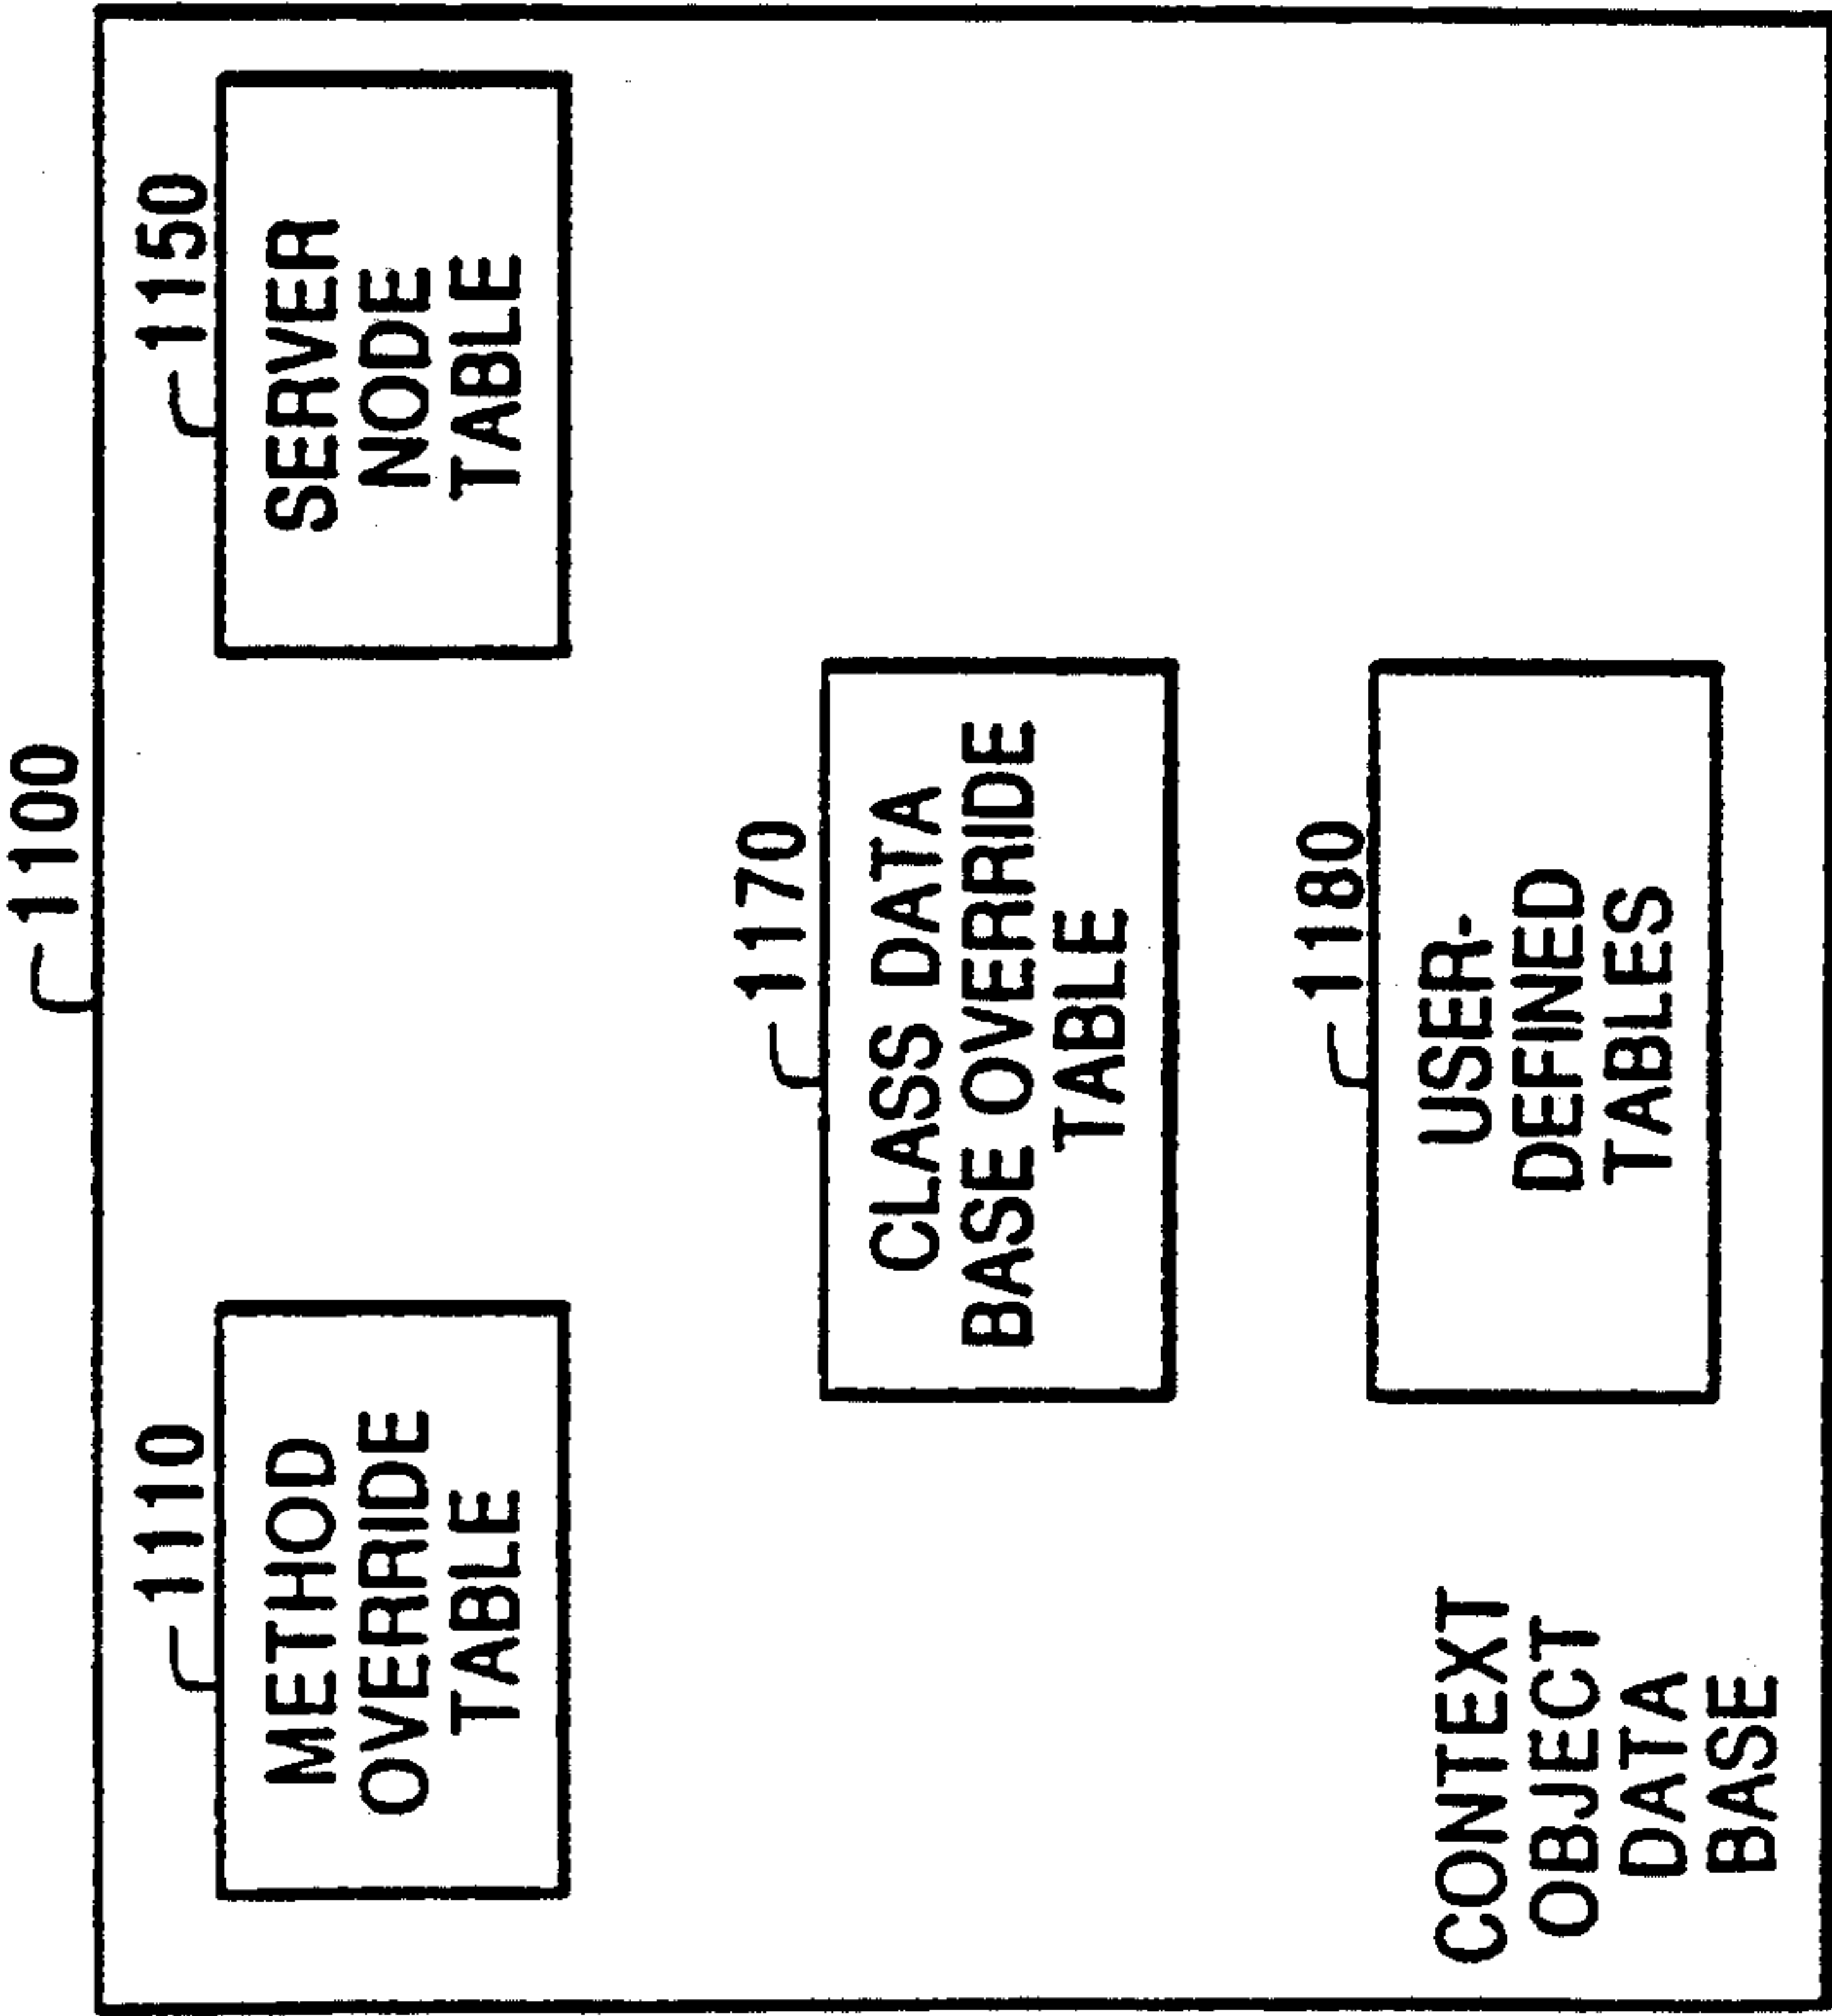 1100
1110
METHOD
OVERRIDE
TABLE
1150
SERVER
NODE
TABLE
1170
CLASS DATA
BASE OVERRIDE
TABLE
1180
USER-
DEFINED
TABLES
CONTEXT
OBJECT
DATA
BASE